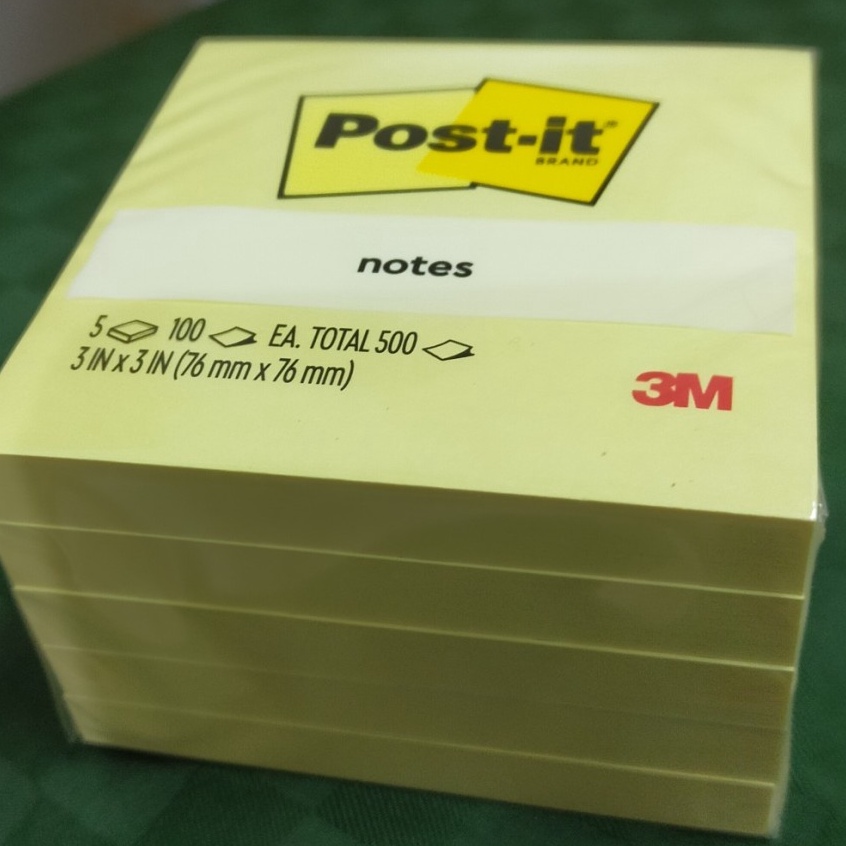 Post-it®
BRAND
notes
5 100 EA. TOTAL 500
3 IN x 3 IN (76 mm x 76 mm)
3M